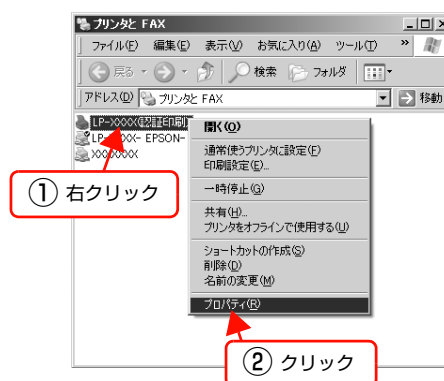 プリンタと FAX
ファイル(F) 編集(E) 表示(V) お気に入り(A) ツール(T) »
戻る 検索 フォルダ
アドレス(D) プリンタと FAX 移動
LP-XXXX(認証印刷)
開く(O)
LP-XXXX- EPSON-
通常使うプリンタに設定(F)
XXXXXXX
印刷設定(E)...
一時停止(G)
① 右クリック
共有(H)...
プリンタをオフラインで使用する(U)
ショートカットの作成(S)
削除(D)
名前の変更(M)
プロパティ(R)
② クリック